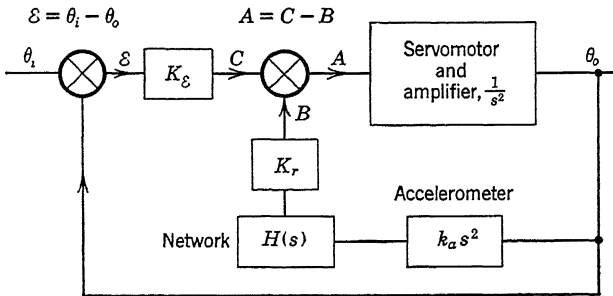 ℰ = θᵢ − θₒ
A = C − B
θᵢ
ℰ
K_ℰ
C
A
Servomotor
and
amplifier, 1/s²
θₒ
B
K_r
Accelerometer
Network
H(s)
kₐs²